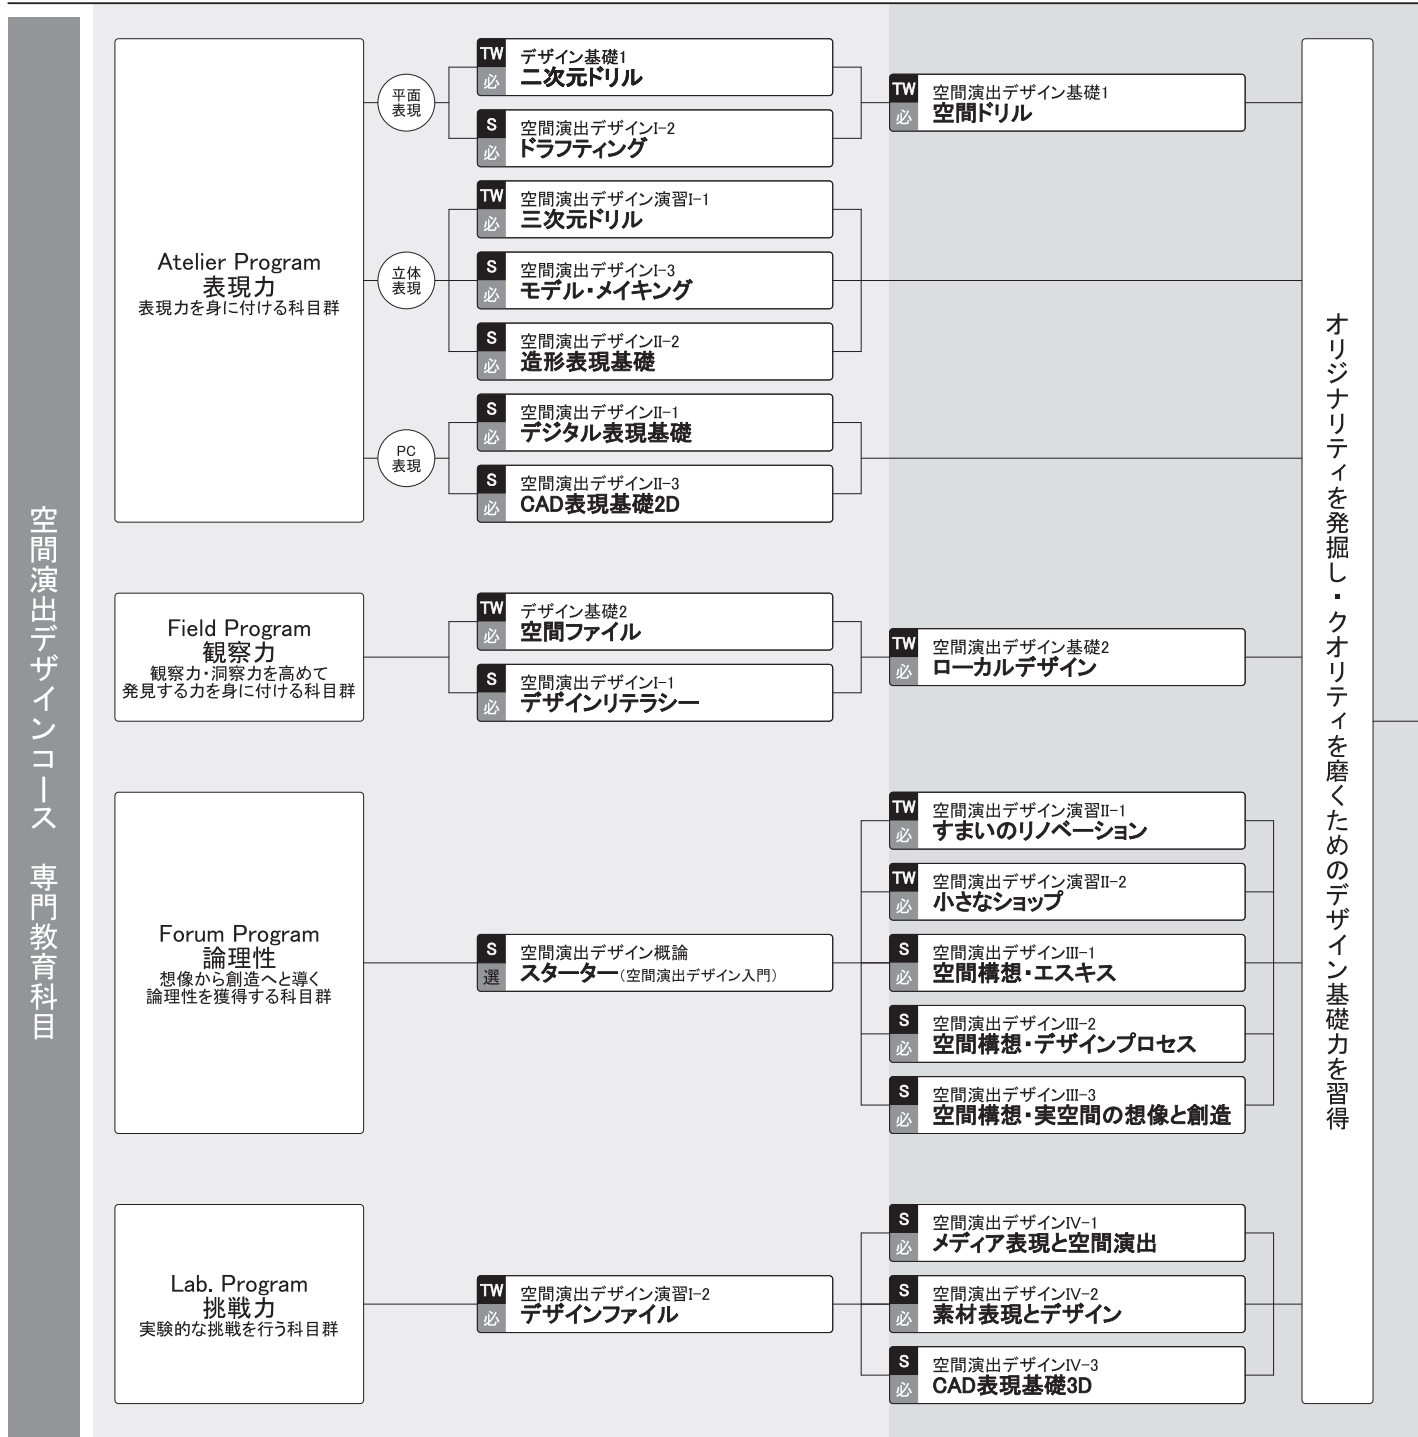 空間演出デザインコース　専門教育科目
Atelier Program
表現力
表現力を身に付ける科目群
平面
表現
TW
必
デザイン基礎1
二次元ドリル
S
必
空間演出デザインI-2
ドラフティング
TW
必
空間演出デザイン基礎1
空間ドリル
立体
表現
TW
必
空間演出デザイン演習I-1
三次元ドリル
S
必
空間演出デザインI-3
モデル・メイキング
S
必
空間演出デザインII-2
造形表現基礎
PC
表現
S
必
空間演出デザインII-1
デジタル表現基礎
S
必
空間演出デザインII-3
CAD表現基礎2D
Field Program
観察力
観察力・洞察力を高めて
発見する力を身に付ける科目群
TW
必
デザイン基礎2
空間ファイル
S
必
空間演出デザインI-1
デザインリテラシー
TW
必
空間演出デザイン基礎2
ローカルデザイン
Forum Program
論理性
想像から創造へと導く
論理性を獲得する科目群
S
選
空間演出デザイン概論
スターター（空間演出デザイン入門）
TW
必
空間演出デザイン演習II-1
すまいのリノベーション
TW
必
空間演出デザイン演習II-2
小さなショップ
S
必
空間演出デザインIII-1
空間構想・エスキス
S
必
空間演出デザインIII-2
空間構想・デザインプロセス
S
必
空間演出デザインIII-3
空間構想・実空間の想像と創造
Lab. Program
挑戦力
実験的な挑戦を行う科目群
TW
必
空間演出デザイン演習I-2
デザインファイル
S
必
空間演出デザインIV-1
メディア表現と空間演出
S
必
空間演出デザインIV-2
素材表現とデザイン
S
必
空間演出デザインIV-3
CAD表現基礎3D
オリジナリティを発掘し・クオリティを磨くためのデザイン基礎力を習得